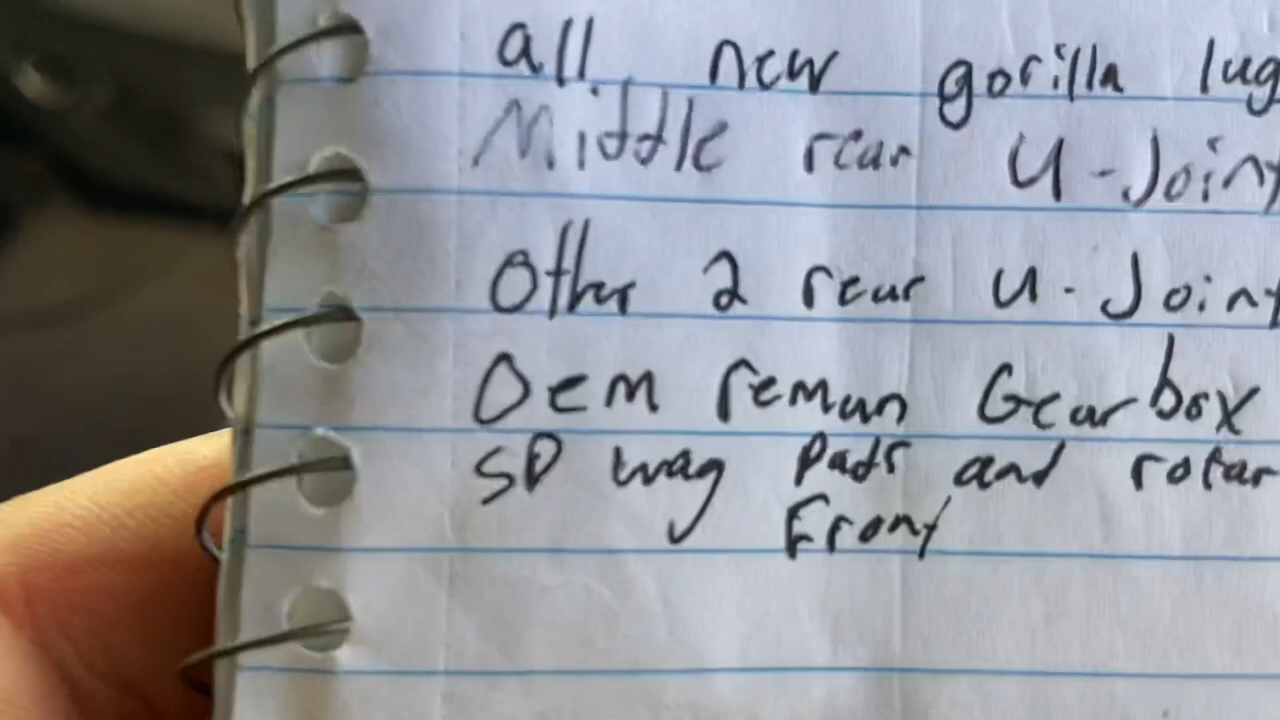 all new gorilla lug
Middle rear U-Joint
Other 2 rear U-Joint
Oem reman Gearbox
SP wag Pads and rotar
Front